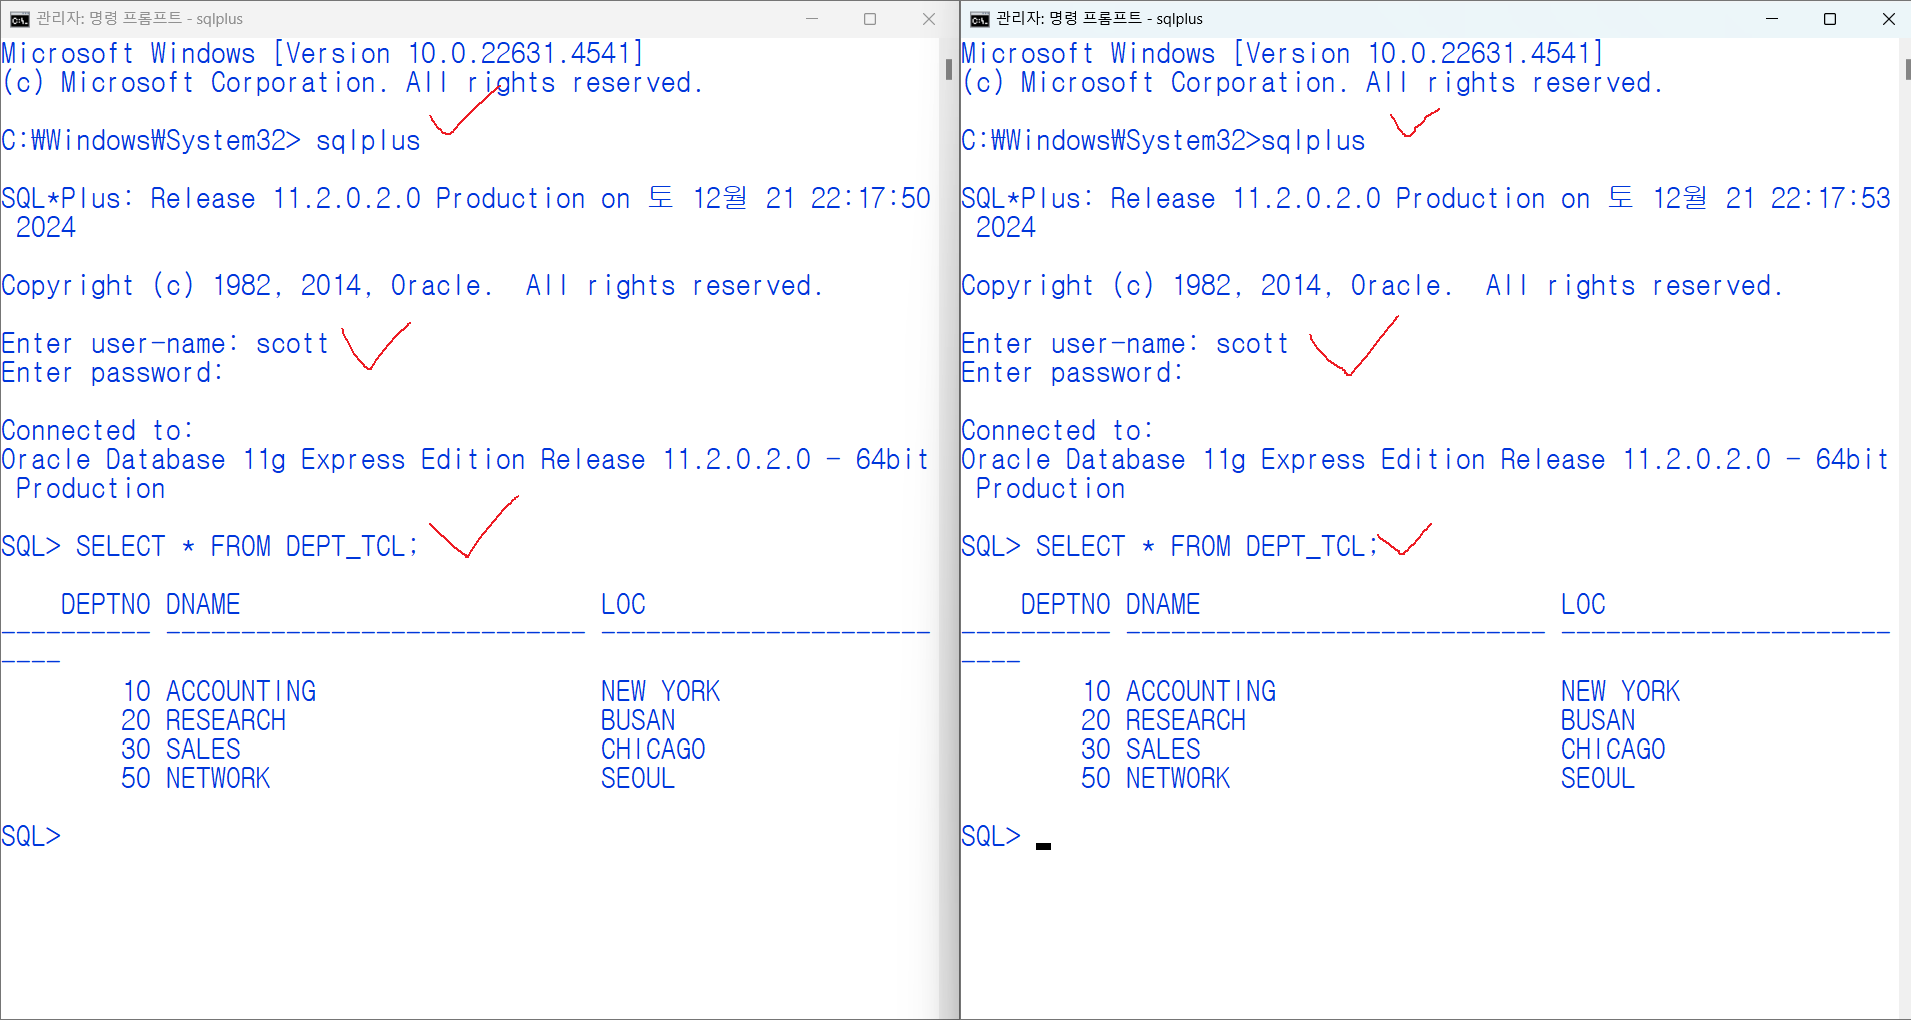 관리자: 명령 프롬프트 - sqlplus
Microsoft Windows [Version 10.0.22631.4541]
(c) Microsoft Corporation. All rights reserved.
C:₩Windows₩System32> sqlplus
SQL*Plus: Release 11.2.0.2.0 Production on 토 12월 21 22:17:50
2024
Copyright (c) 1982, 2014, Oracle.  All rights reserved.
Enter user-name: scott
Enter password:
Connected to:
Oracle Database 11g Express Edition Release 11.2.0.2.0 - 64bit
Production
SQL> SELECT * FROM DEPT_TCL;
DEPTNO DNAME LOC
---------- ---------------------------- ----------------------
----
10 ACCOUNTING NEW YORK
20 RESEARCH BUSAN
30 SALES CHICAGO
50 NETWORK SEOUL
SQL>
관리자: 명령 프롬프트 - sqlplus
Microsoft Windows [Version 10.0.22631.4541]
(c) Microsoft Corporation. All rights reserved.
C:₩Windows₩System32>sqlplus
SQL*Plus: Release 11.2.0.2.0 Production on 토 12월 21 22:17:53
2024
Copyright (c) 1982, 2014, Oracle.  All rights reserved.
Enter user-name: scott
Enter password:
Connected to:
Oracle Database 11g Express Edition Release 11.2.0.2.0 - 64bit
Production
SQL> SELECT * FROM DEPT_TCL;
DEPTNO DNAME LOC
---------- ---------------------------- ----------------------
----
10 ACCOUNTING NEW YORK
20 RESEARCH BUSAN
30 SALES CHICAGO
50 NETWORK SEOUL
SQL>